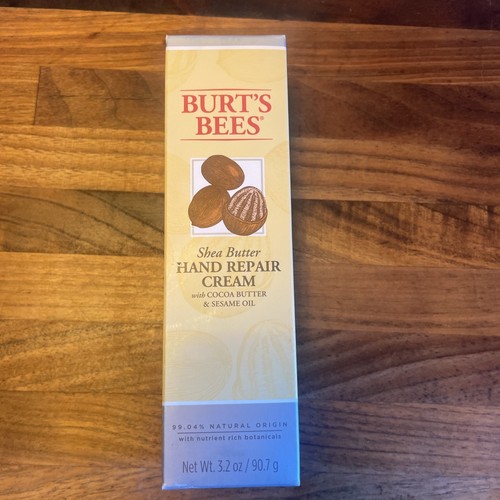 BURT'S
BEES®
Shea Butter
HAND REPAIR
CREAM
with COCOA BUTTER
& SESAME OIL
99.04% NATURAL ORIGIN
with nutrient rich botanicals
Net Wt. 3.2 oz / 90.7 g